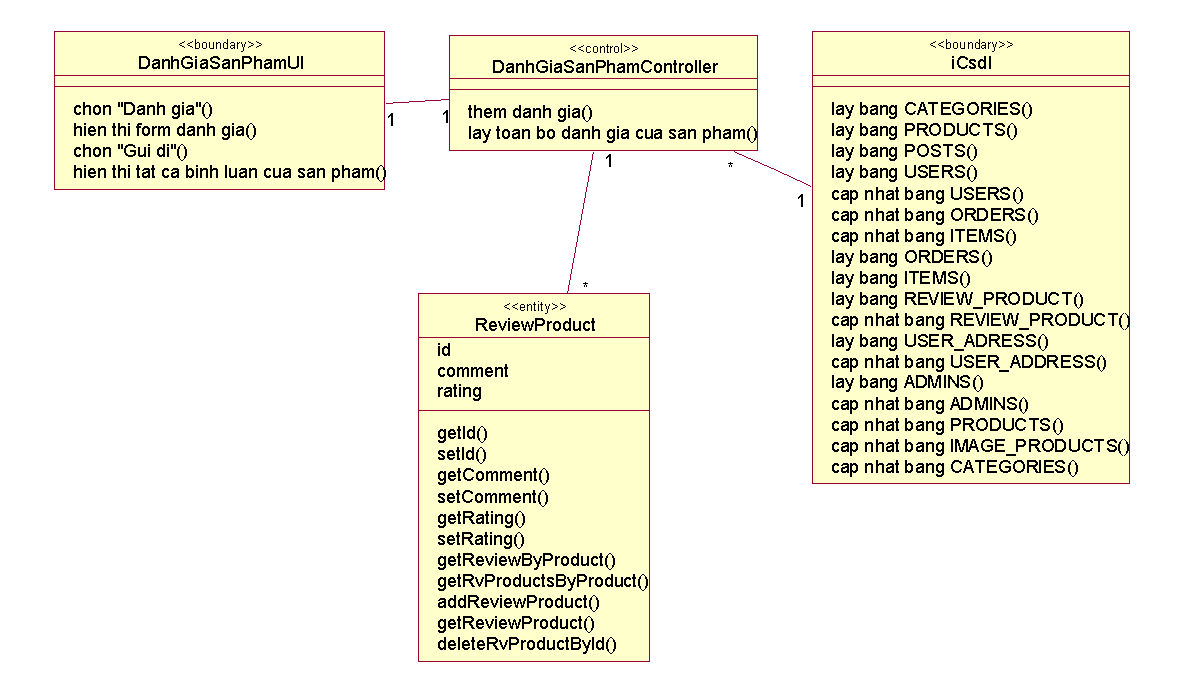 <<boundary>>
DanhGiaSanPhamUI
chon "Danh gia"()
hien thi form danh gia()
chon "Gui di"()
hien thi tat ca binh luan cua san pham()
1
1
<<control>>
DanhGiaSanPhamController
them danh gia()
lay toan bo danh gia cua san pham()
1
*
*
1
<<boundary>>
iCsdl
lay bang CATEGORIES()
lay bang PRODUCTS()
lay bang POSTS()
lay bang USERS()
cap nhat bang USERS()
cap nhat bang ORDERS()
cap nhat bang ITEMS()
lay bang ORDERS()
lay bang ITEMS()
lay bang REVIEW_PRODUCT()
cap nhat bang REVIEW_PRODUCT()
lay bang USER_ADRESS()
cap nhat bang USER_ADDRESS()
lay bang ADMINS()
cap nhat bang ADMINS()
cap nhat bang PRODUCTS()
cap nhat bang IMAGE_PRODUCTS()
cap nhat bang CATEGORIES()
<<entity>>
ReviewProduct
id
comment
rating
getId()
setId()
getComment()
setComment()
getRating()
setRating()
getReviewByProduct()
getRvProductsByProduct()
addReviewProduct()
getReviewProduct()
deleteRvProductById()